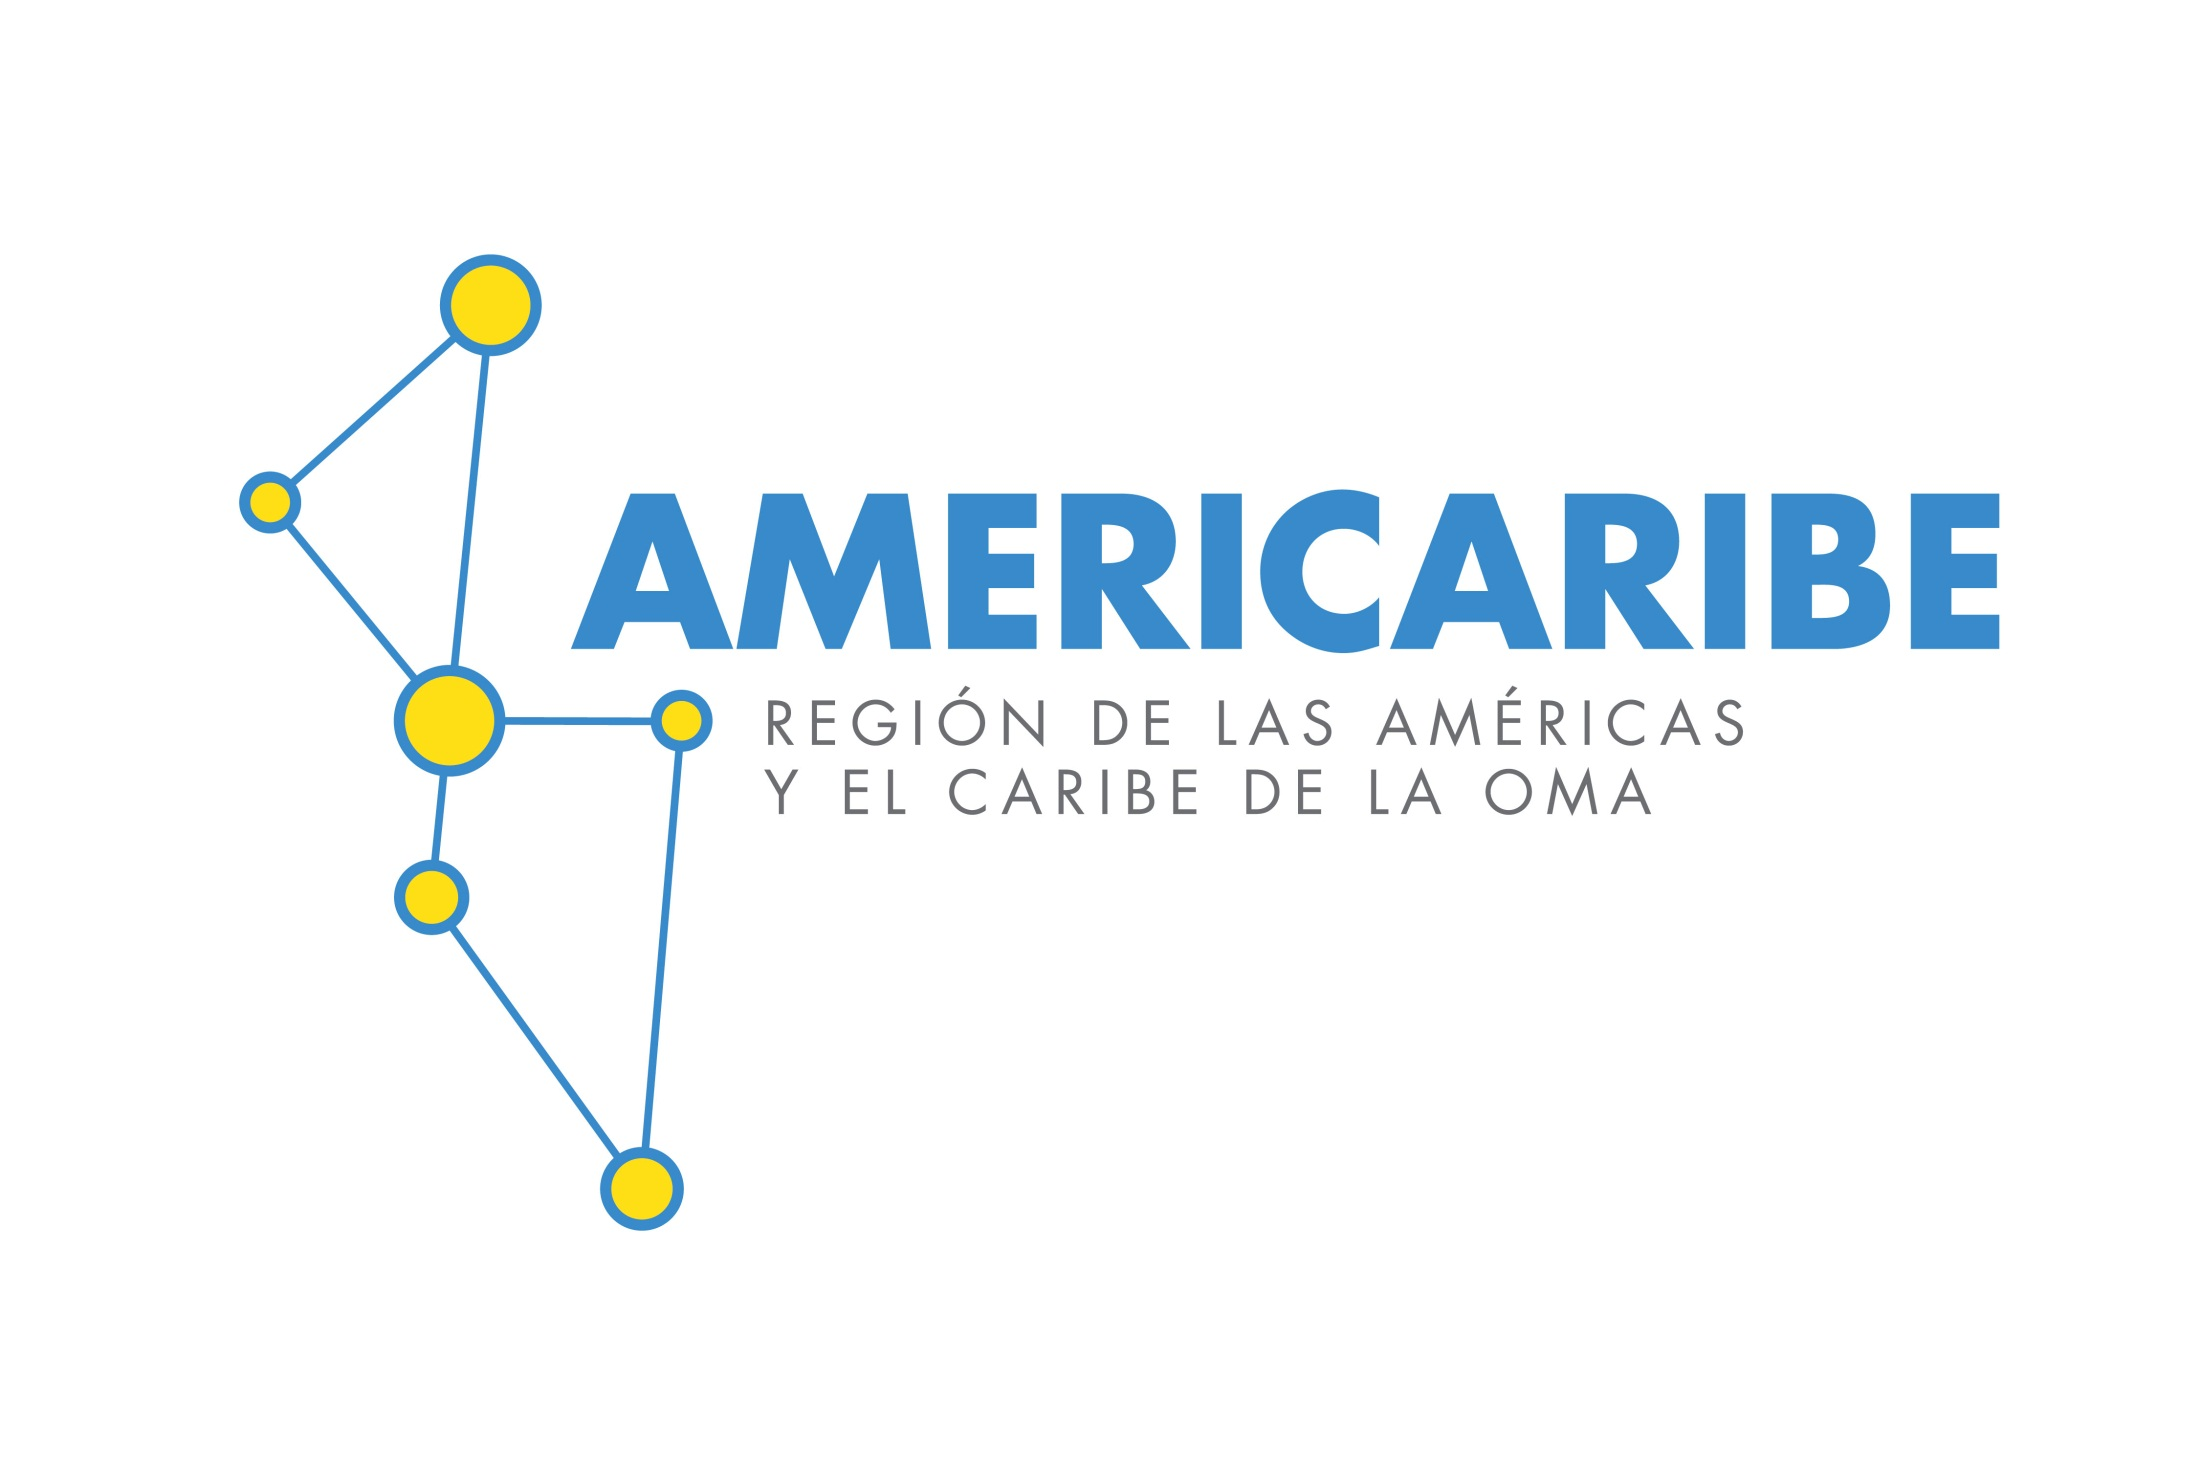 AMERICARIBE
REGIÓN DE LAS AMÉRICAS
Y EL CARIBE DE LA OMA